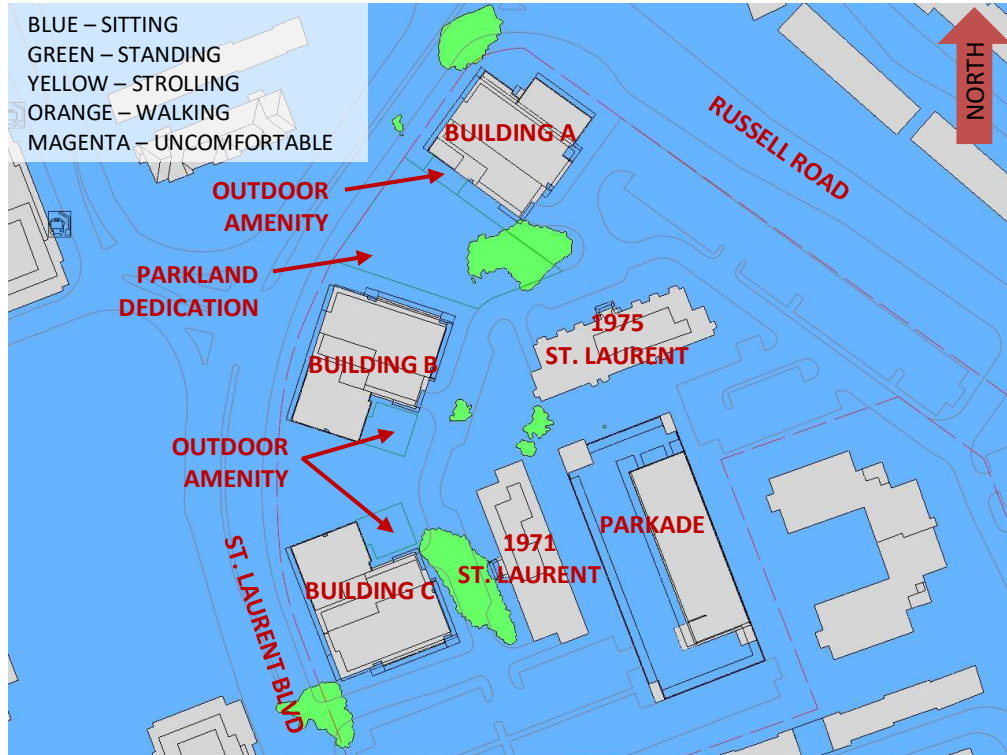 BLUE – SITTING
GREEN – STANDING
YELLOW – STROLLING
ORANGE – WALKING
MAGENTA – UNCOMFORTABLE
NORTH
RUSSELL ROAD
BUILDING A
OUTDOOR
AMENITY
PARKLAND
DEDICATION
1975
ST. LAURENT
BUILDING B
OUTDOOR
AMENITY
PARKADE
1971
ST. LAURENT
BUILDING C
ST. LAURENT BLVD